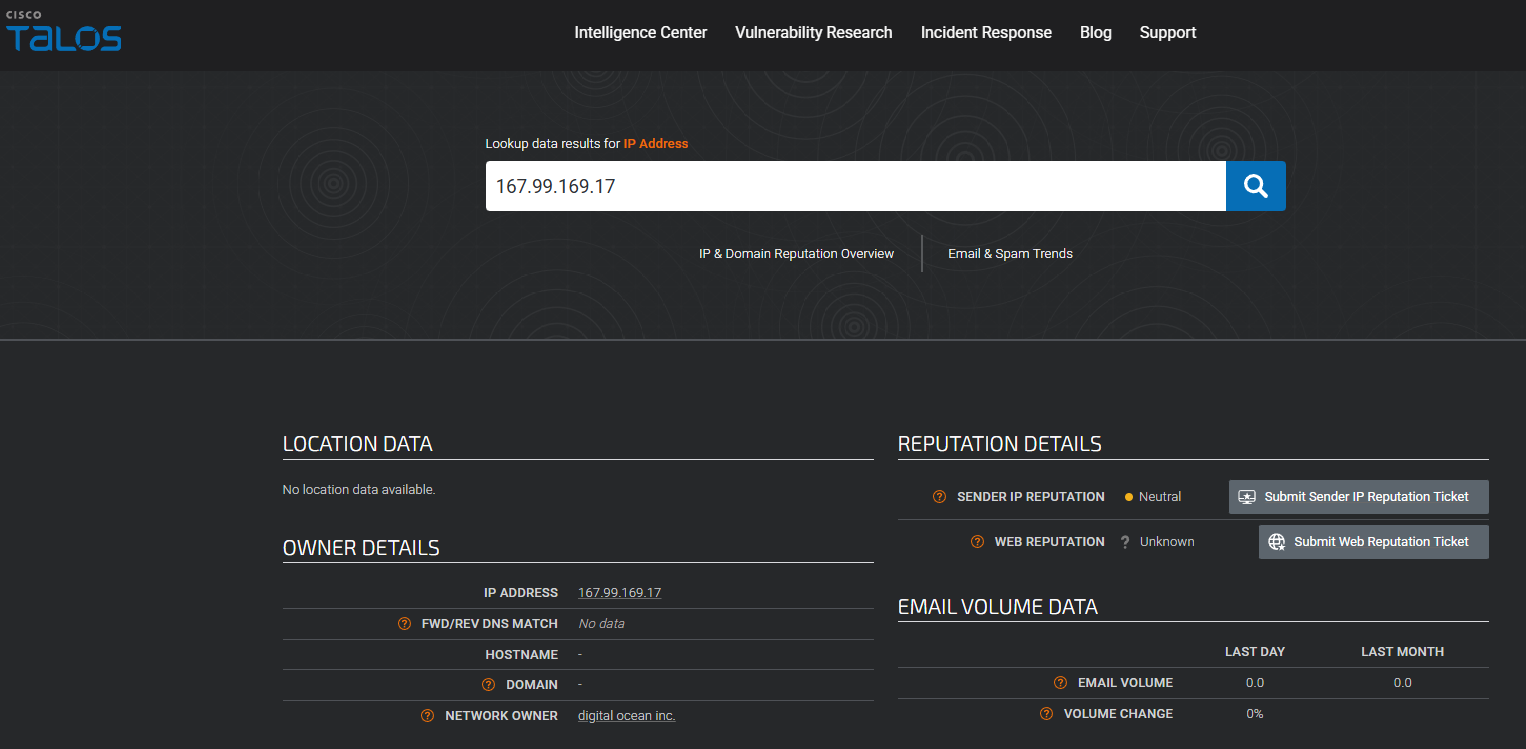 CISCO
TALOS
Intelligence Center Vulnerability Research Incident Response Blog Support
Lookup data results for IP Address
167.99.169.17
IP & Domain Reputation Overview Email & Spam Trends
LOCATION DATA
No location data available.
OWNER DETAILS
IP ADDRESS 167.99.169.17
? FWD/REV DNS MATCH No data
HOSTNAME -
? DOMAIN -
? NETWORK OWNER digital ocean inc.
REPUTATION DETAILS
? SENDER IP REPUTATION Neutral Submit Sender IP Reputation Ticket
? WEB REPUTATION ? Unknown Submit Web Reputation Ticket
EMAIL VOLUME DATA
LAST DAY LAST MONTH
? EMAIL VOLUME 0.0 0.0
? VOLUME CHANGE 0%